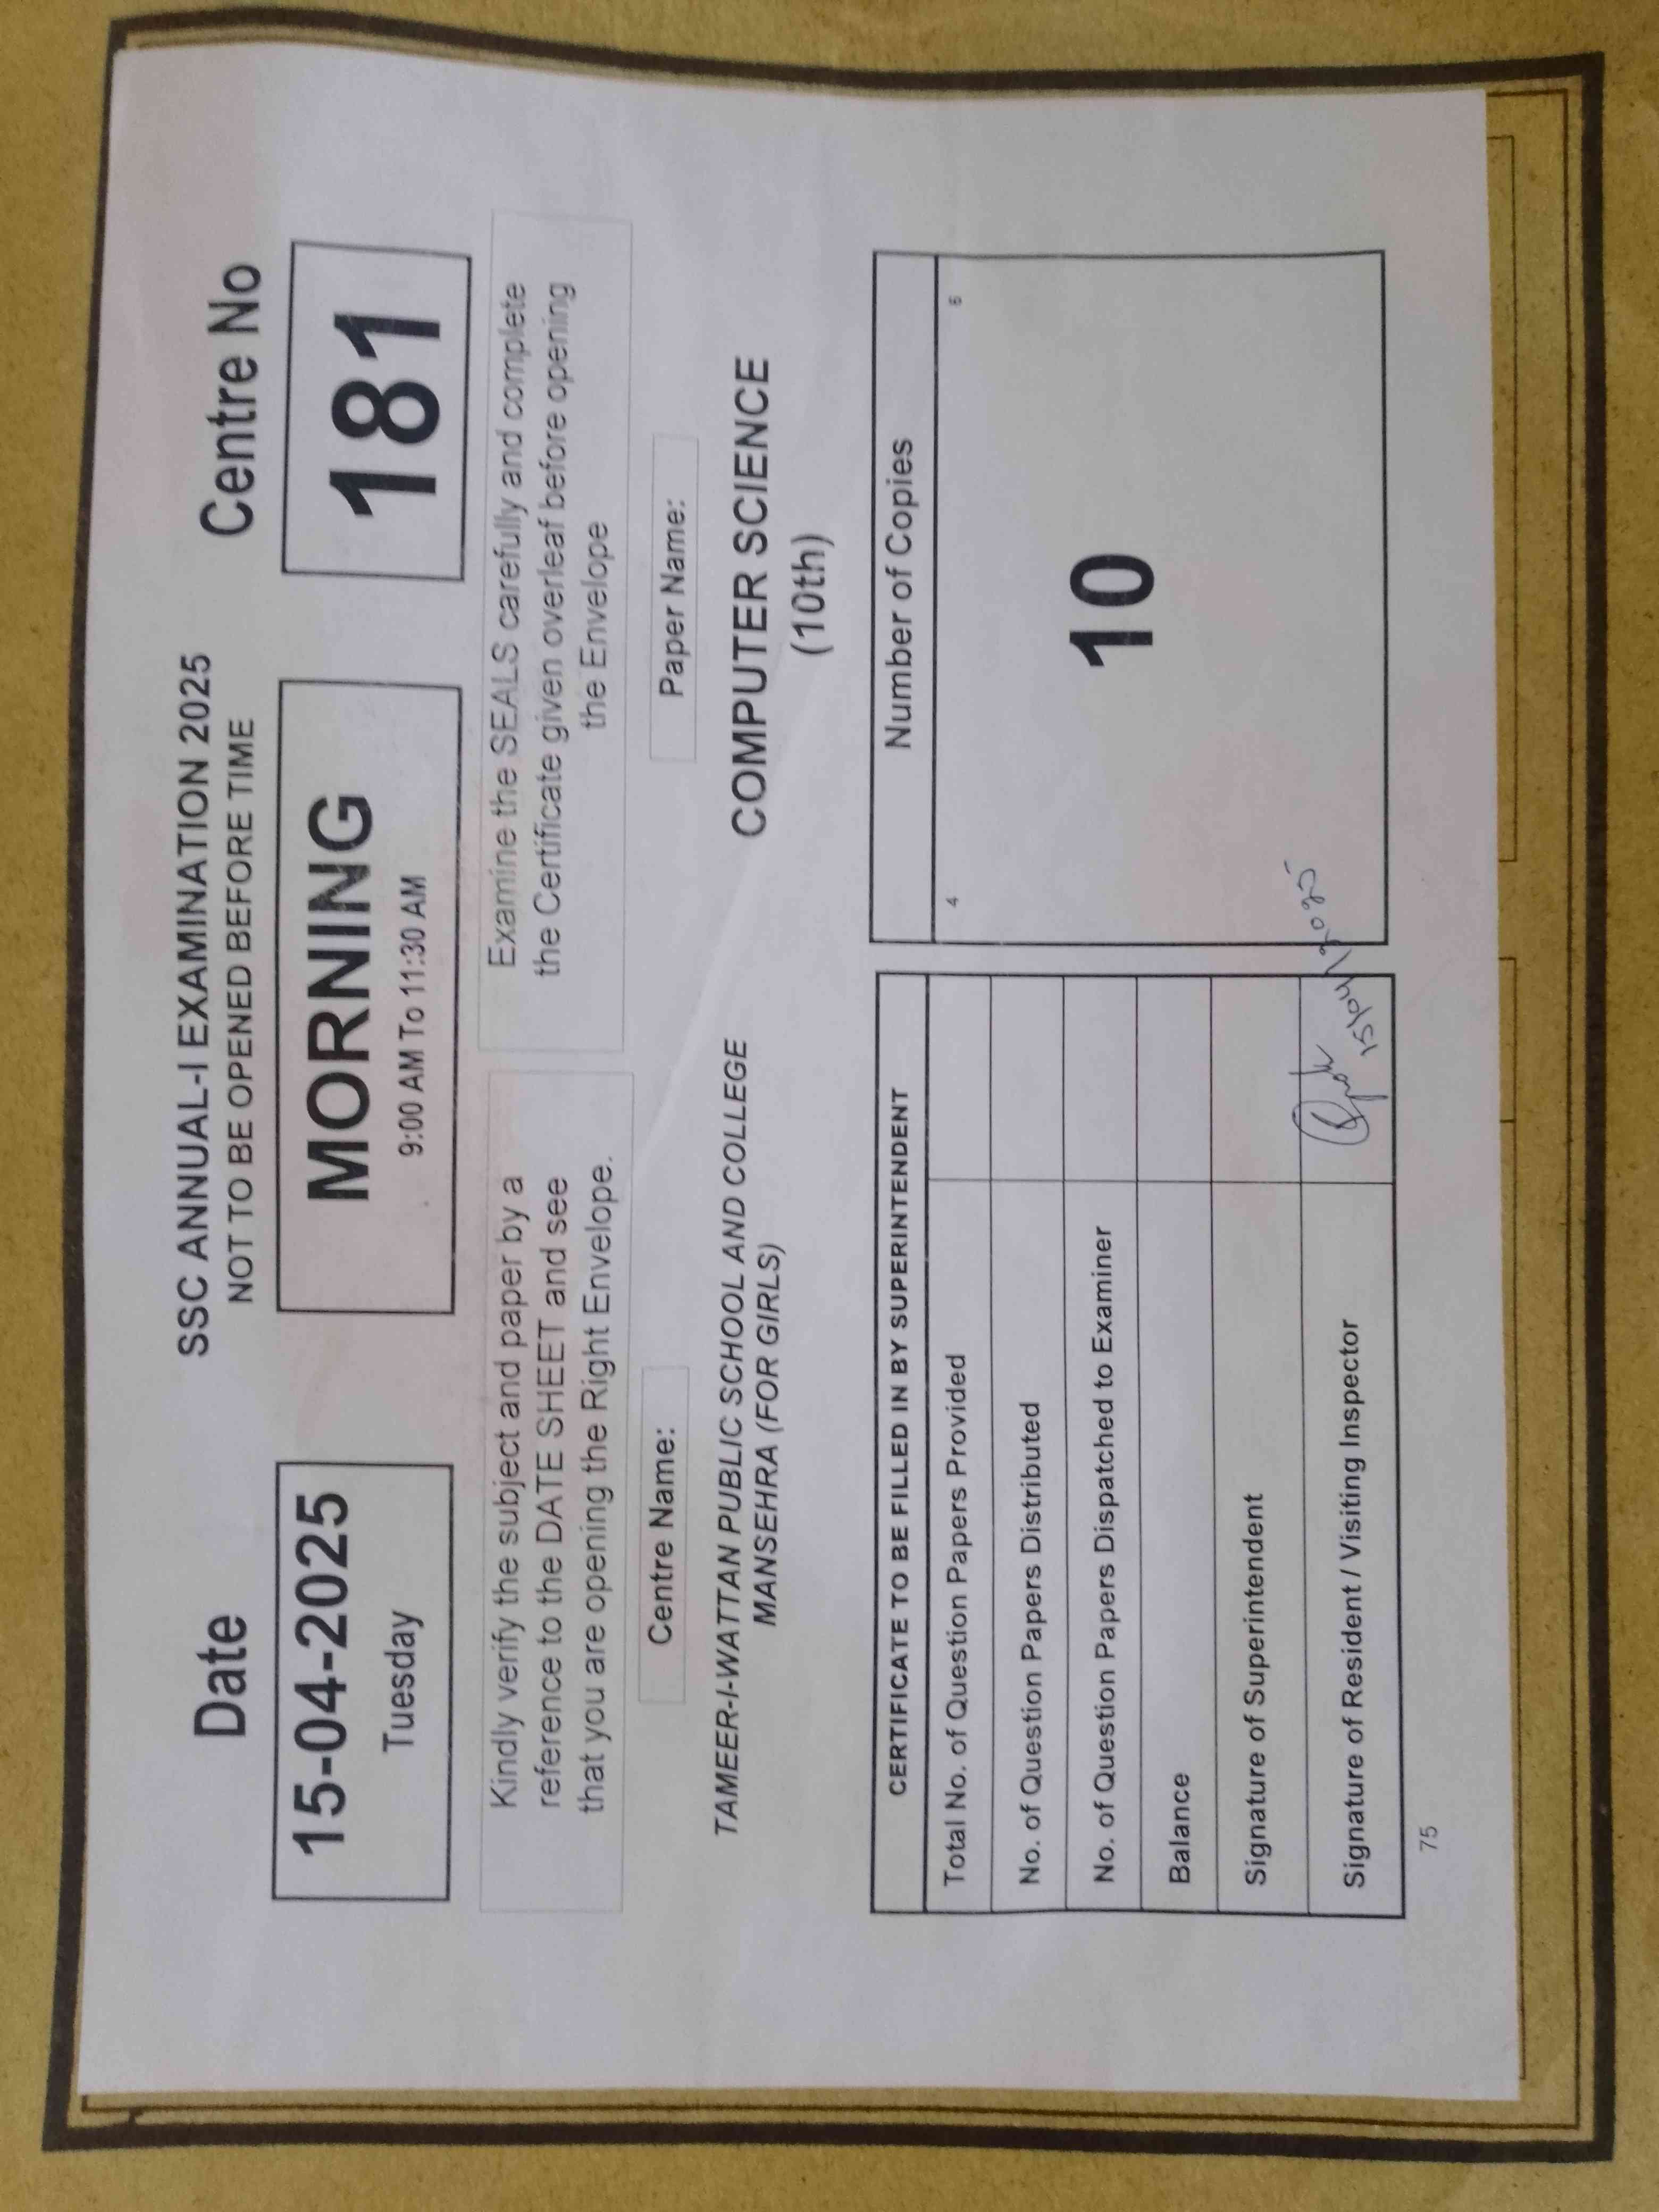 SSC ANNUAL-I EXAMINATION 2025
NOT TO BE OPENED BEFORE TIME
Date
Centre No
15-04-2025
Tuesday
MORNING
9:00 AM To 11:30 AM
181
Kindly verify the subject and paper by a
reference to the DATE SHEET and see
that you are opening the Right Envelope.
Examine the SEALS carefully and complete
the Certificate given overleaf before opening
the Envelope
Centre Name:
TAMEER-I-WATTAN PUBLIC SCHOOL AND COLLEGE
MANSEHRA (FOR GIRLS)
Paper Name:
COMPUTER SCIENCE
(10th)
CERTIFICATE TO BE FILLED IN BY SUPERINTENDENT
Total No. of Question Papers Provided
No. of Question Papers Distributed
No. of Question Papers Dispatched to Examiner
Balance
Signature of Superintendent
Signature of Resident / Visiting Inspector
15/04/2025
Number of Copies
4 6
10
75